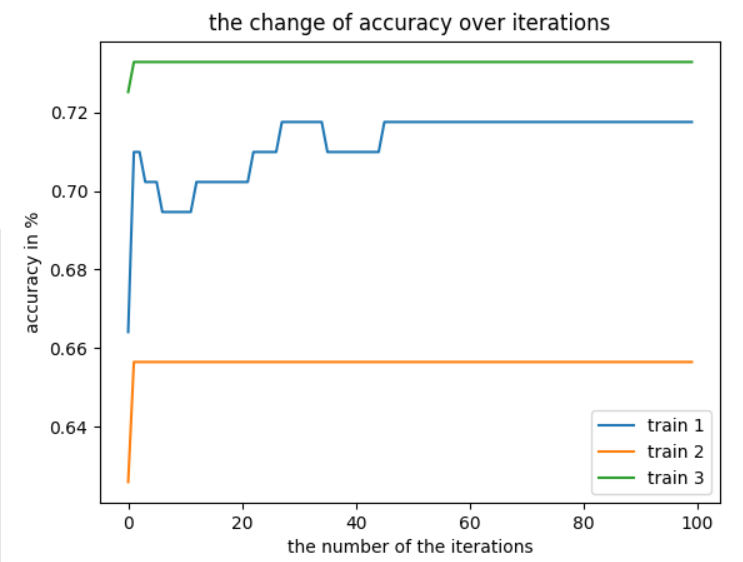 the change of accuracy over iterations
accuracy in %
0.72
0.70
0.68
0.66
0.64
train 1
train 2
train 3
0 20 40 60 80 100
the number of the iterations